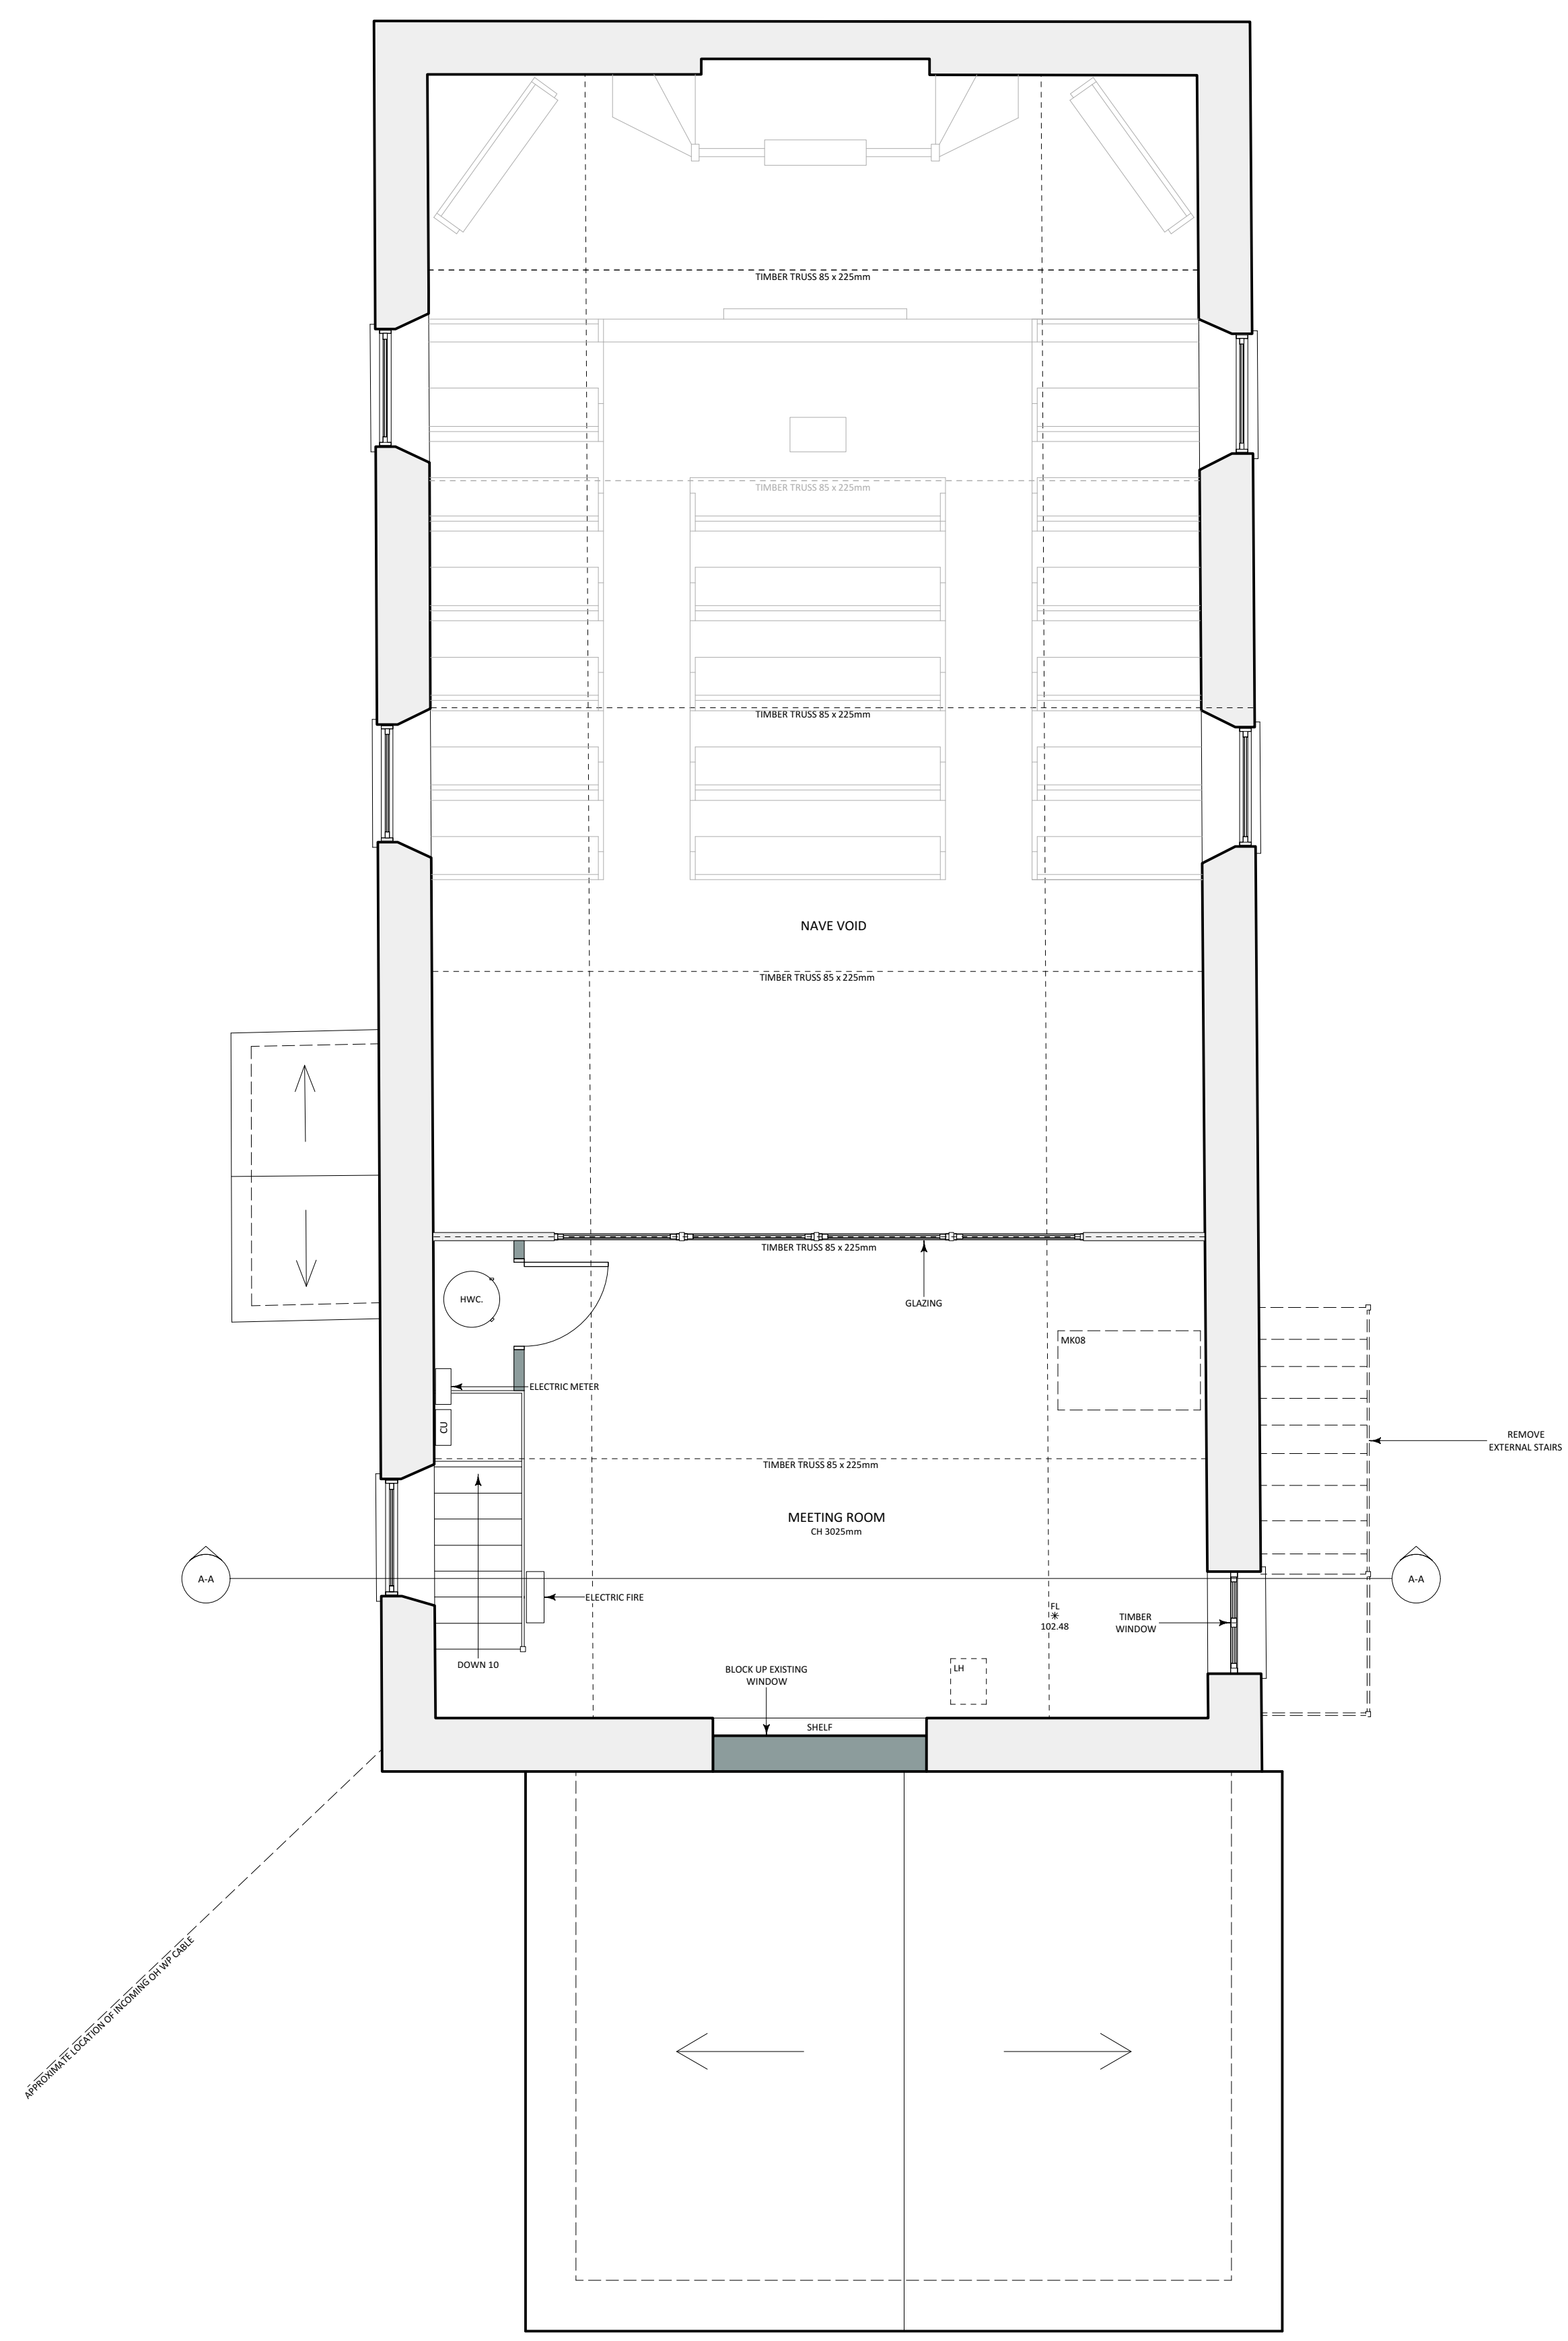 TIMBER TRUSS 85 x 225mm
TIMBER TRUSS 85 x 225mm
TIMBER TRUSS 85 x 225mm
NAVE VOID
TIMBER TRUSS 85 x 225mm
TIMBER TRUSS 85 x 225mm
HWC.
GLAZING
MK08
ELECTRIC METER
CU
REMOVE
EXTERNAL STAIRS
TIMBER TRUSS 85 x 225mm
MEETING ROOM
CH 3025mm
A-A
A-A
ELECTRIC FIRE
FL
102.48
TIMBER
WINDOW
DOWN 10
BLOCK UP EXISTING
WINDOW
LH
SHELF
APPROXIMATE LOCATION OF INCOMING OH WP CABLE